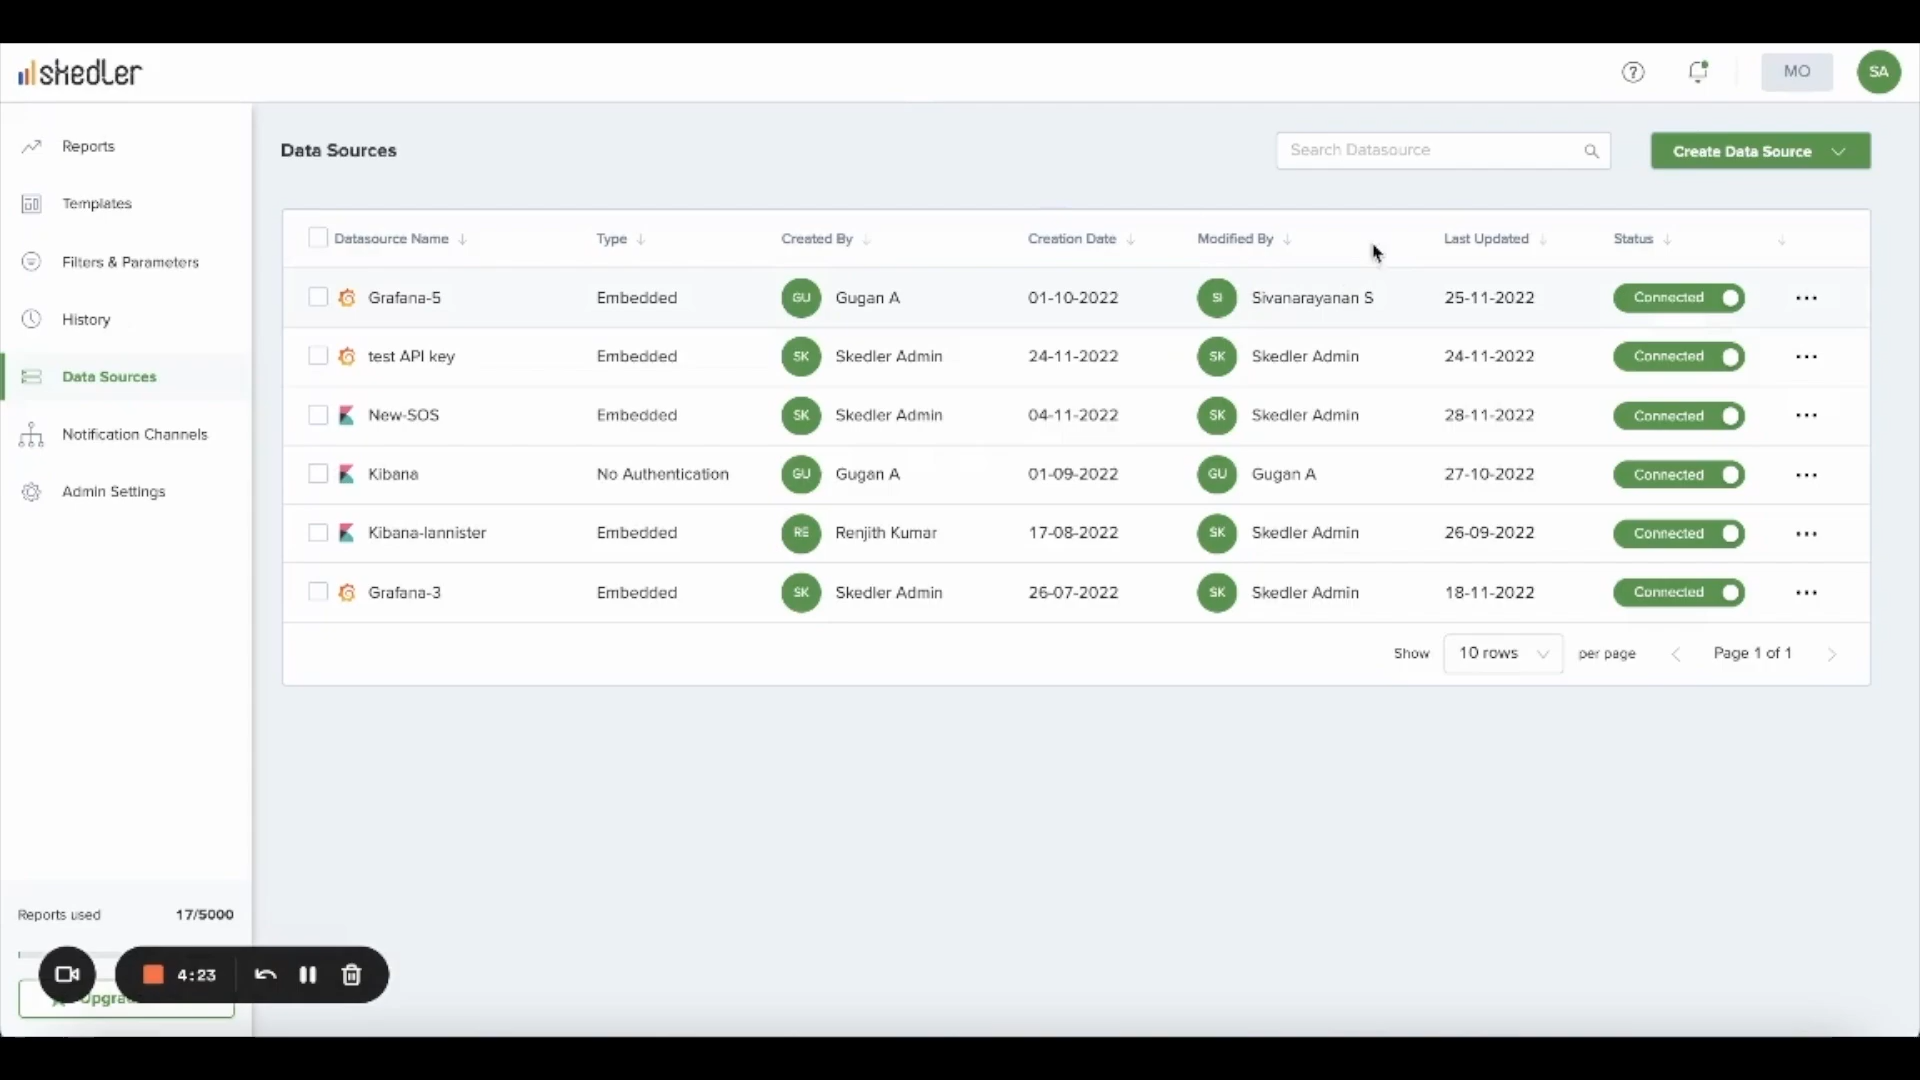 skedler
MO
SA
Reports
Templates
Filters & Parameters
History
Data Sources
Notification Channels
Admin Settings
Data Sources
Search Datasource
Create Data Source
Datasource Name Type Created By Creation Date Modified By Last Updated Status
Grafana-5 Embedded GU Gugan A 01-10-2022 SI Sivanarayanan S 25-11-2022 Connected
test API key Embedded SK Skedler Admin 24-11-2022 SK Skedler Admin 24-11-2022 Connected
New-SOS Embedded SK Skedler Admin 04-11-2022 SK Skedler Admin 28-11-2022 Connected
Kibana No Authentication GU Gugan A 01-09-2022 GU Gugan A 27-10-2022 Connected
Kibana-lannister Embedded RE Renjith Kumar 17-08-2022 SK Skedler Admin 26-09-2022 Connected
Grafana-3 Embedded SK Skedler Admin 26-07-2022 SK Skedler Admin 18-11-2022 Connected
Show 10 rows per page Page 1 of 1
Reports used 17/5000
4:23